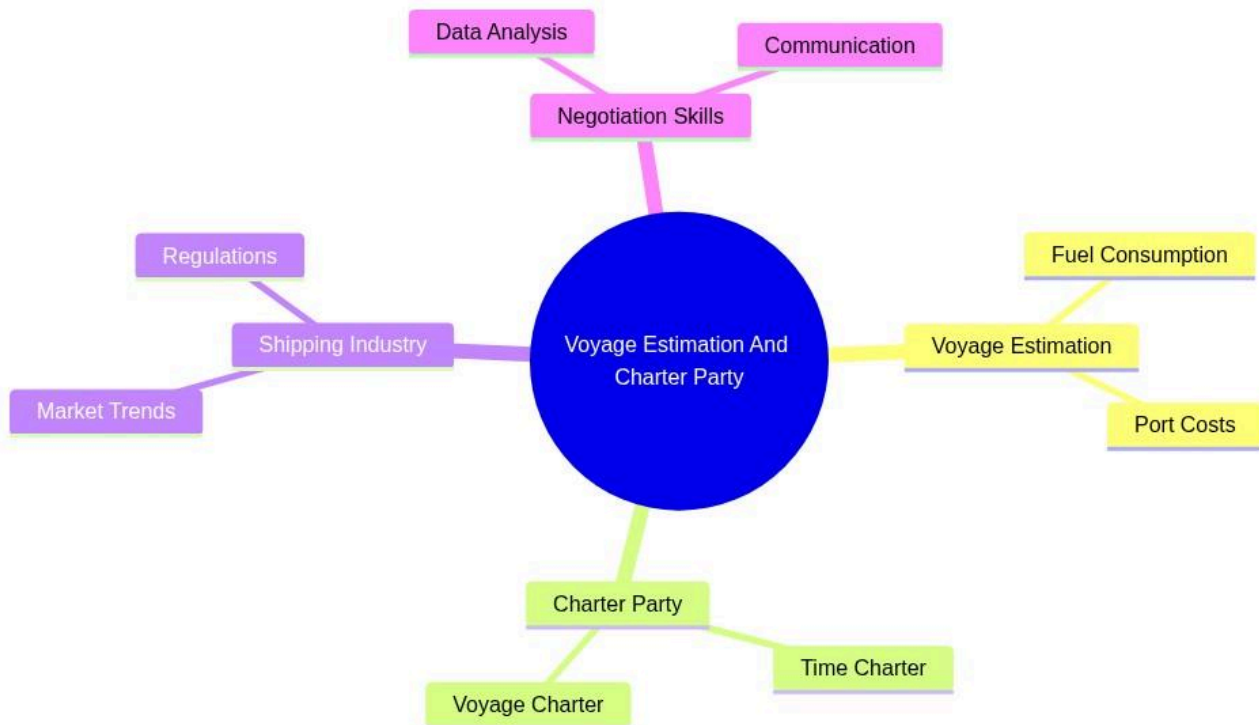 Data Analysis
Communication
Negotiation Skills
Regulations
Fuel Consumption
Shipping Industry
Voyage Estimation And
Charter Party
Voyage Estimation
Market Trends
Port Costs
Charter Party
Time Charter
Voyage Charter